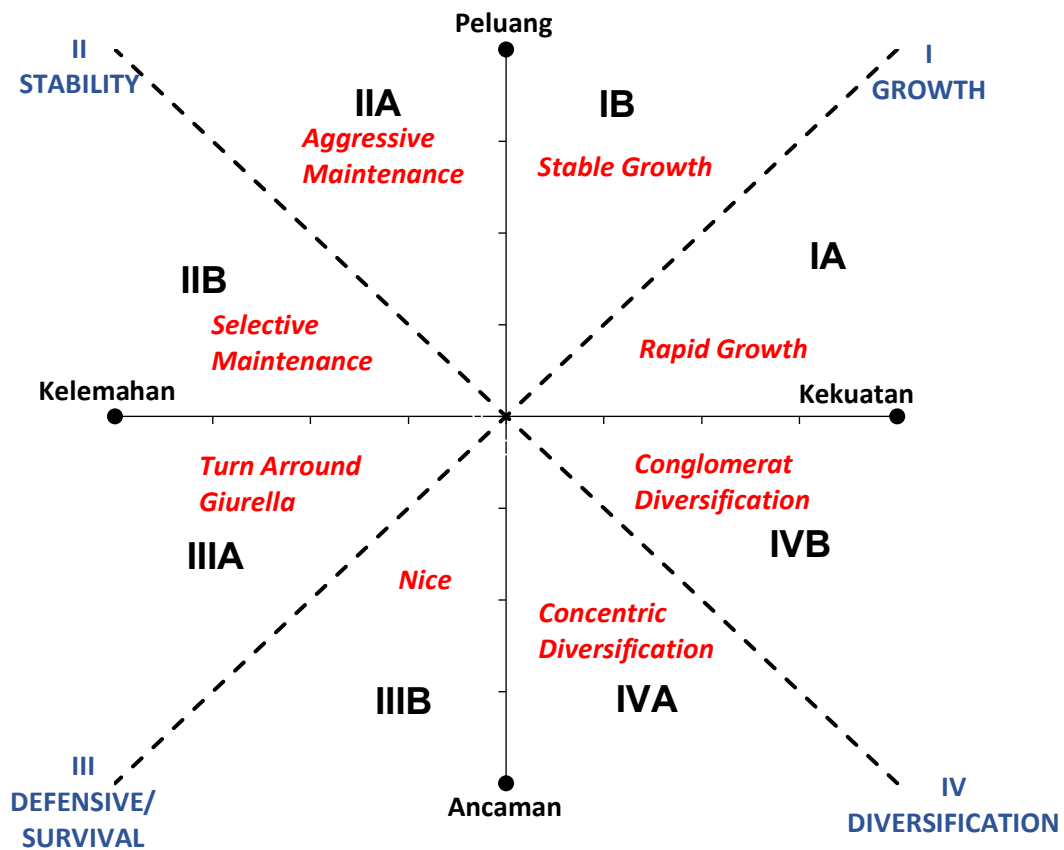 Peluang
II
STABILITY
I
GROWTH
IIA
Aggressive
Maintenance
IB
Stable Growth
IIB
Selective
Maintenance
IA
Rapid Growth
Kelemahan
Kekuatan
Turn Arround
Giurella
IIIA
Conglomerat
Diversification
IVB
Nice
IIIB
Concentric
Diversification
IVA
III
DEFENSIVE/
SURVIVAL
Ancaman
IV
DIVERSIFICATION